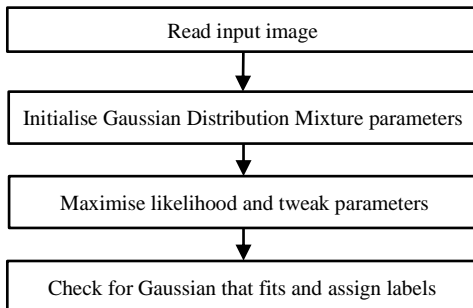 Read input image
Initialise Gaussian Distribution Mixture parameters
Maximise likelihood and tweak parameters
Check for Gaussian that fits and assign labels